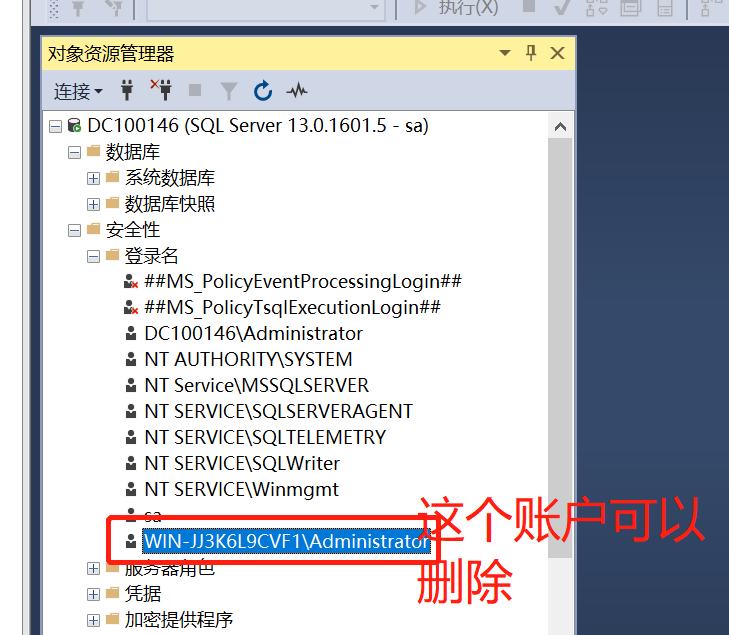 执行(X)
对象资源管理器
连接
DC100146 (SQL Server 13.0.1601.5 - sa)
数据库
系统数据库
数据库快照
安全性
登录名
##MS_PolicyEventProcessingLogin##
##MS_PolicyTsqlExecutionLogin##
DC100146\Administrator
NT AUTHORITY\SYSTEM
NT Service\MSSQLSERVER
NT SERVICE\SQLSERVERAGENT
NT SERVICE\SQLTELEMETRY
NT SERVICE\SQLWriter
NT SERVICE\Winmgmt
sa
WIN-JJ3K6L9CVF1\Administrator
这个账户可以
删除
服务器角色
凭据
加密提供程序